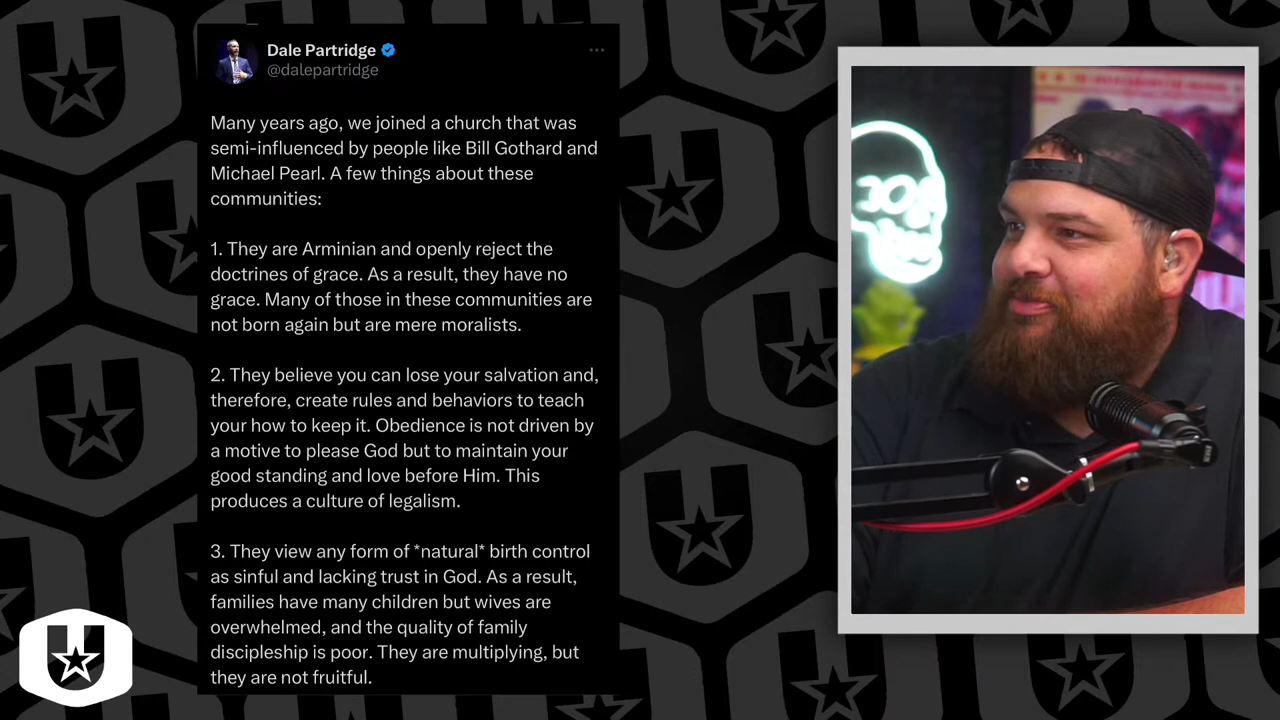 Dale Partridge
@dalepartridge
Many years ago, we joined a church that was
semi-influenced by people like Bill Gothard and
Michael Pearl. A few things about these
communities:
1. They are Arminian and openly reject the
doctrines of grace. As a result, they have no
grace. Many of those in these communities are
not born again but are mere moralists.
2. They believe you can lose your salvation and,
therefore, create rules and behaviors to teach
your how to keep it. Obedience is not driven by
a motive to please God but to maintain your
good standing and love before Him. This
produces a culture of legalism.
3. They view any form of *natural* birth control
as sinful and lacking trust in God. As a result,
families have many children but wives are
overwhelmed, and the quality of family
discipleship is poor. They are multiplying, but
they are not fruitful.